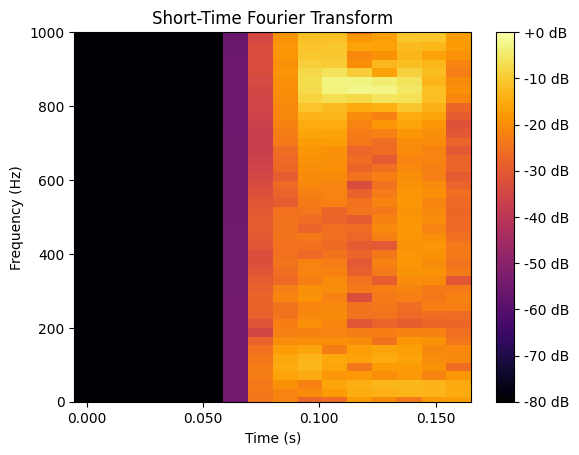 Short-Time Fourier Transform
Frequency (Hz)
1000
800
600
400
200
0
0.000
0.050
0.100
0.150
Time (s)
+0 dB
-10 dB
-20 dB
-30 dB
-40 dB
-50 dB
-60 dB
-70 dB
-80 dB